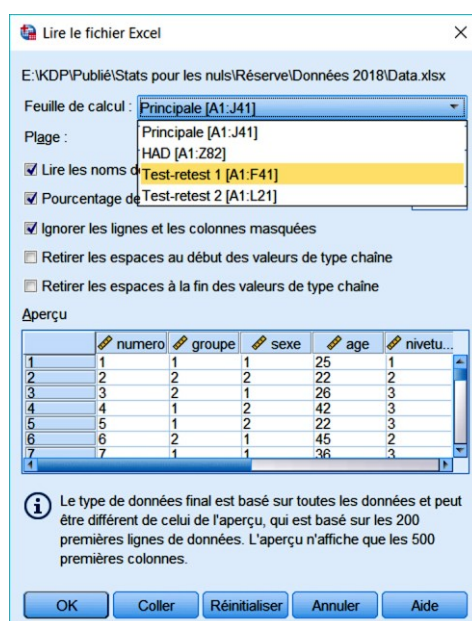 Lire le fichier Excel
E:\KDP\Publié\Stats pour les nuls\Réserve\Données 2018\Data.xlsx
Feuille de calcul : Principale [A1:J41]
Plage :
Principale [A1:J41]
HAD [A1:Z82]
Lire les noms
Test-retest 1 [A1:F41]
Pourcentage de
Test-retest 2 [A1:L21]
Ignorer les lignes et les colonnes masquées
Retirer les espaces au début des valeurs de type chaîne
Retirer les espaces à la fin des valeurs de type chaîne
Aperçu
numero groupe sexe age nivetu...
1 1 1 1 25 1
2 2 2 2 22 2
3 3 2 1 26 3
4 4 1 2 42 3
5 5 1 2 22 3
6 6 2 1 45 2
7 7 1 1 36 3
Le type de données final est basé sur toutes les données et peut
être différent de celui de l'aperçu, qui est basé sur les 200
premières lignes de données. L'aperçu n'affiche que les 500
premières colonnes.
OK Coller Réinitialiser Annuler Aide